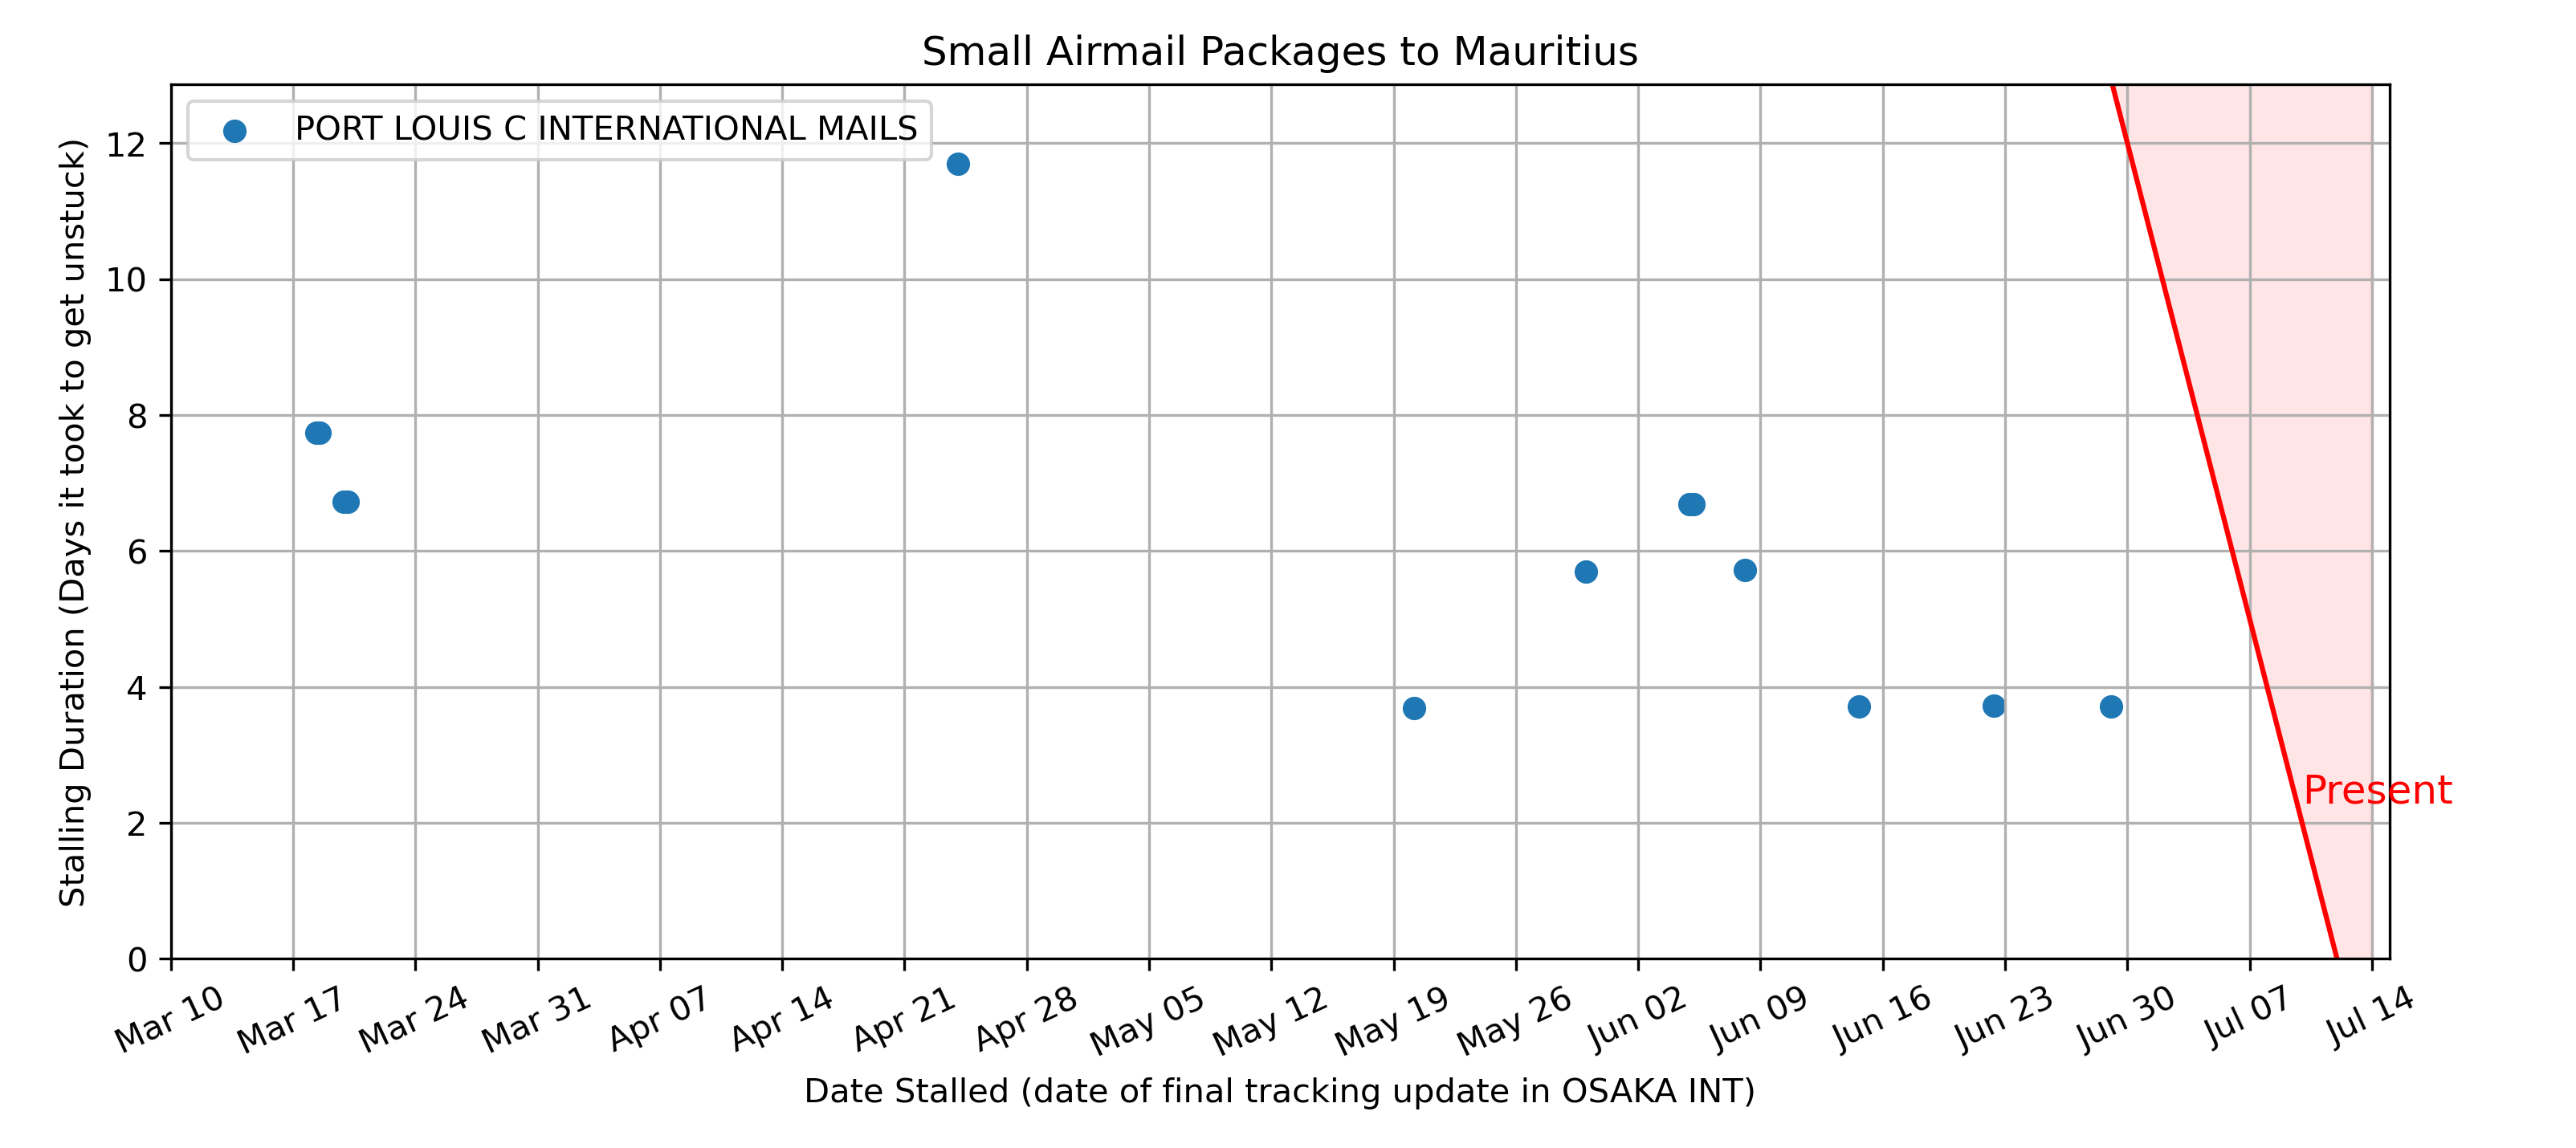 Small Airmail Packages to Mauritius
PORT LOUIS C INTERNATIONAL MAILS
Stalling Duration (Days it took to get unstuck)
12
10
8
6
4
2
0
Present
Mar 10
Mar 17
Mar 24
Mar 31
Apr 07
Apr 14
Apr 21
Apr 28
May 05
May 12
May 19
May 26
Jun 02
Jun 09
Jun 16
Jun 23
Jun 30
Jul 07
Jul 14
Date Stalled (date of final tracking update in OSAKA INT)